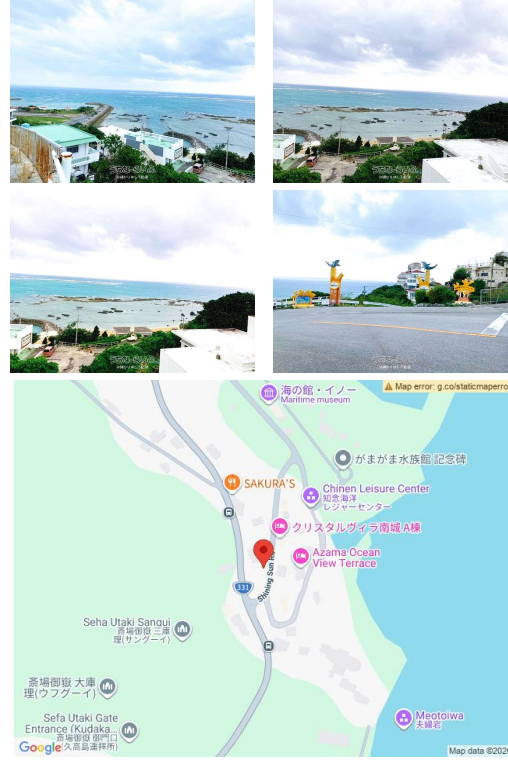 Map error: g.co/staticmaperro
海の館・イノー
Maritime museum
がまがま水族館 記念碑
SAKURA'S
Chinen Leisure Center
知念海洋
レジャーセンター
クリスタルヴィラ南城 A棟
Azama Ocean
View Terrace
Shining Sun R
331
Seha Utaki Sangui
斎場御嶽 三庫
理(サングーイ)
斎場御嶽 大庫
理(ウフグーイ)
Sefa Utaki Gate
Entrance (Kudaka...
斎場御嶽 御門口
(久高島遥拝所)
Meotoiwa
夫婦岩
Google
Map data ©2026